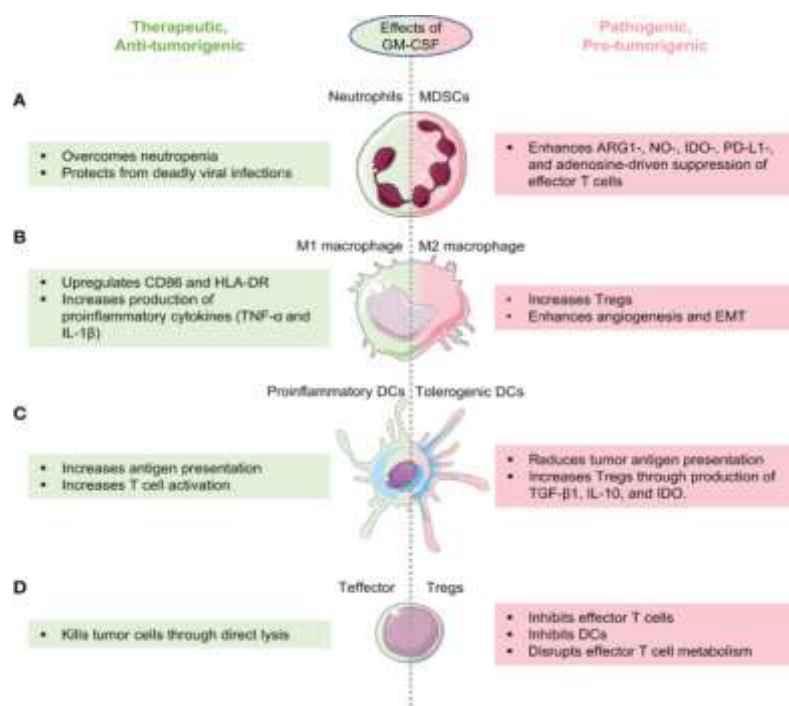 Therapeutic,
Anti-tumorigenic
Effects of
GM-CSF
Pathogenic,
Pro-tumorigenic
A
Neutrophils
MDSCs
▪ Overcomes neutropenia
▪ Protects from deadly viral infections
▪ Enhances ARG1-, NO-, IDO-, PD-L1-,
and adenosine-driven suppression of
effector T cells
B
M1 macrophage
M2 macrophage
▪ Upregulates CD86 and HLA-DR
▪ Increases production of
proinflammatory cytokines (TNF-α and
IL-1β)
• Increases Tregs
• Enhances angiogenesis and EMT
C
Proinflammatory DCs
Tolerogenic DCs
▪ Increases antigen presentation
▪ Increases T cell activation
▪ Reduces tumor antigen presentation
▪ Increases Tregs through production of
TGF-β1, IL-10, and IDO.
D
Teffector
Tregs
▪ Kills tumor cells through direct lysis
▪ Inhibits effector T cells
▪ Inhibits DCs
▪ Disrupts effector T cell metabolism